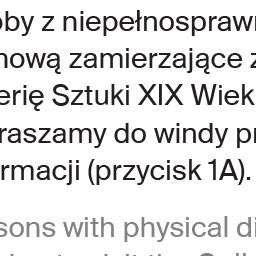 oby z niepełnospraw
nową zamierzające z
erię Sztuki XIX Wiek
raszamy do windy pr
rmacji (przycisk 1A).
sons with physical di